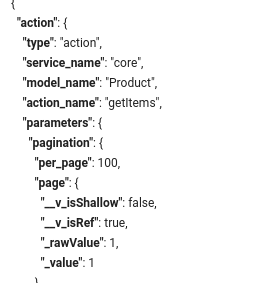 {
"action": {
"type": "action",
"service_name": "core",
"model_name": "Product",
"action_name": "getItems",
"parameters": {
"pagination": {
"per_page": 100,
"page": {
"__v_isShallow": false,
"__v_isRef": true,
"_rawValue": 1,
"_value": 1
}